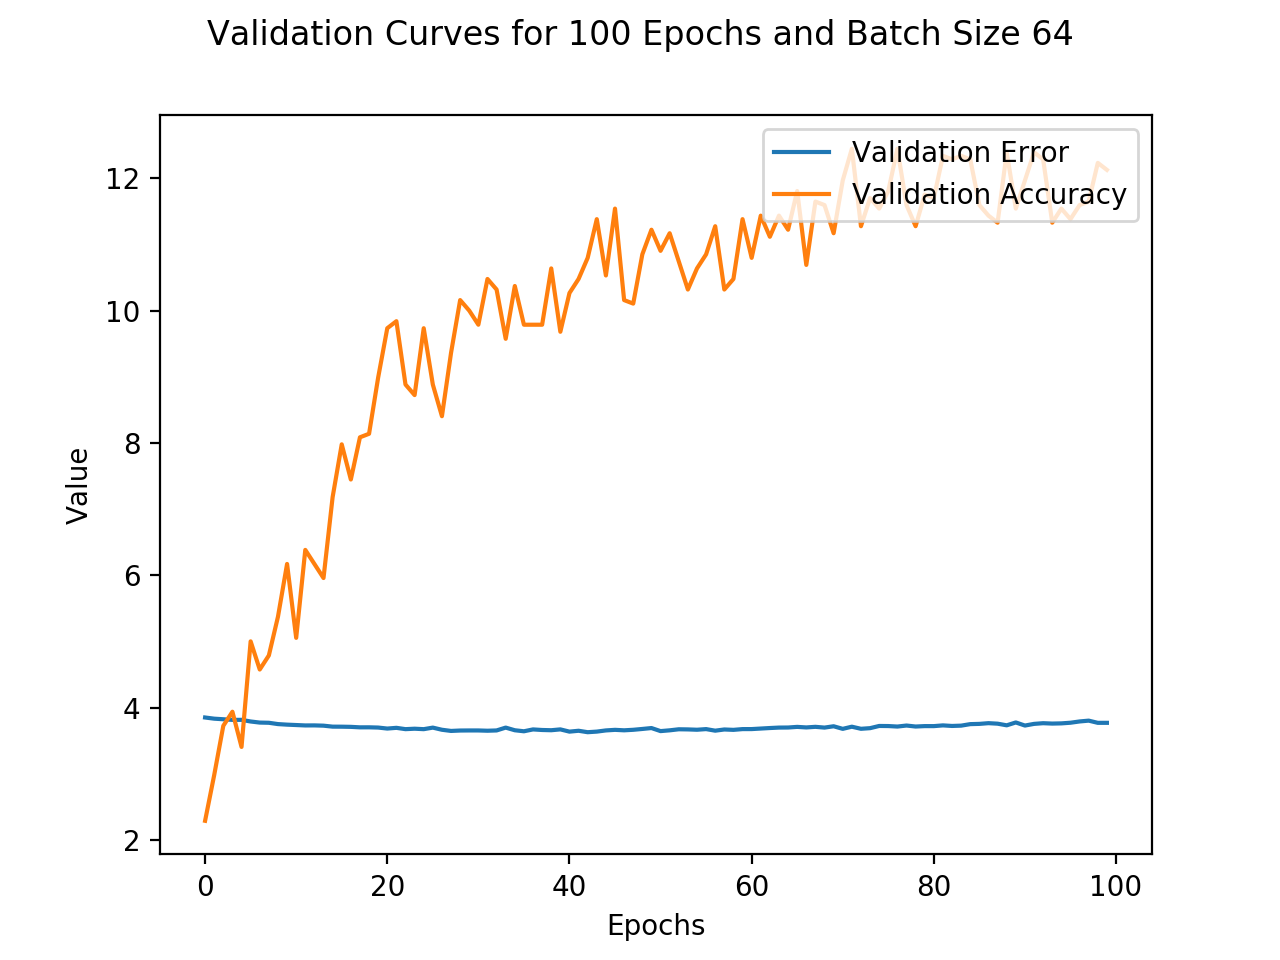 Validation Curves for 100 Epochs and Batch Size 64
Validation Error
Validation Accuracy
12
10
8
6
4
2
Value
0 20 40 60 80 100
Epochs